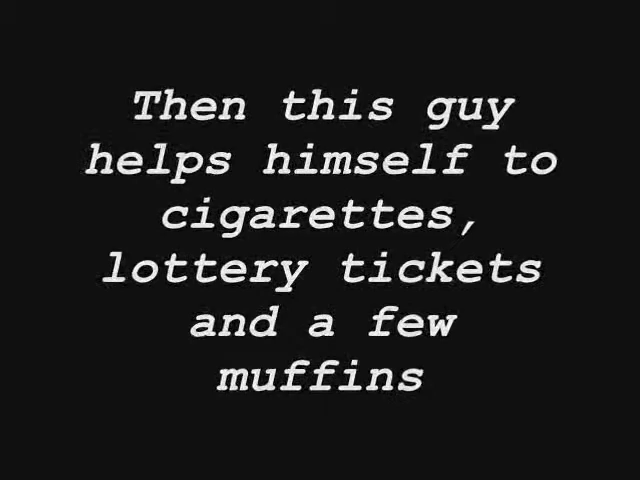 Then this guy
helps himself to
cigarettes,
lottery tickets
and a few
muffins